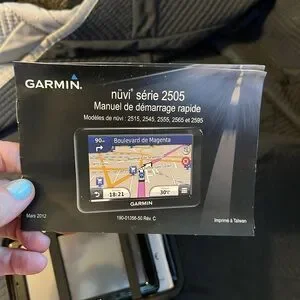 GARMIN
nüvi® série 2505
Manuel de démarrage rapide
Modèles de nüvi : 2515, 2545, 2555, 2565 et 2595
90m
Boulevard de Magenta
18:21
30
GARMIN
Mars 2012
190-01356-50 Rév. C
Imprimé à Taïwan